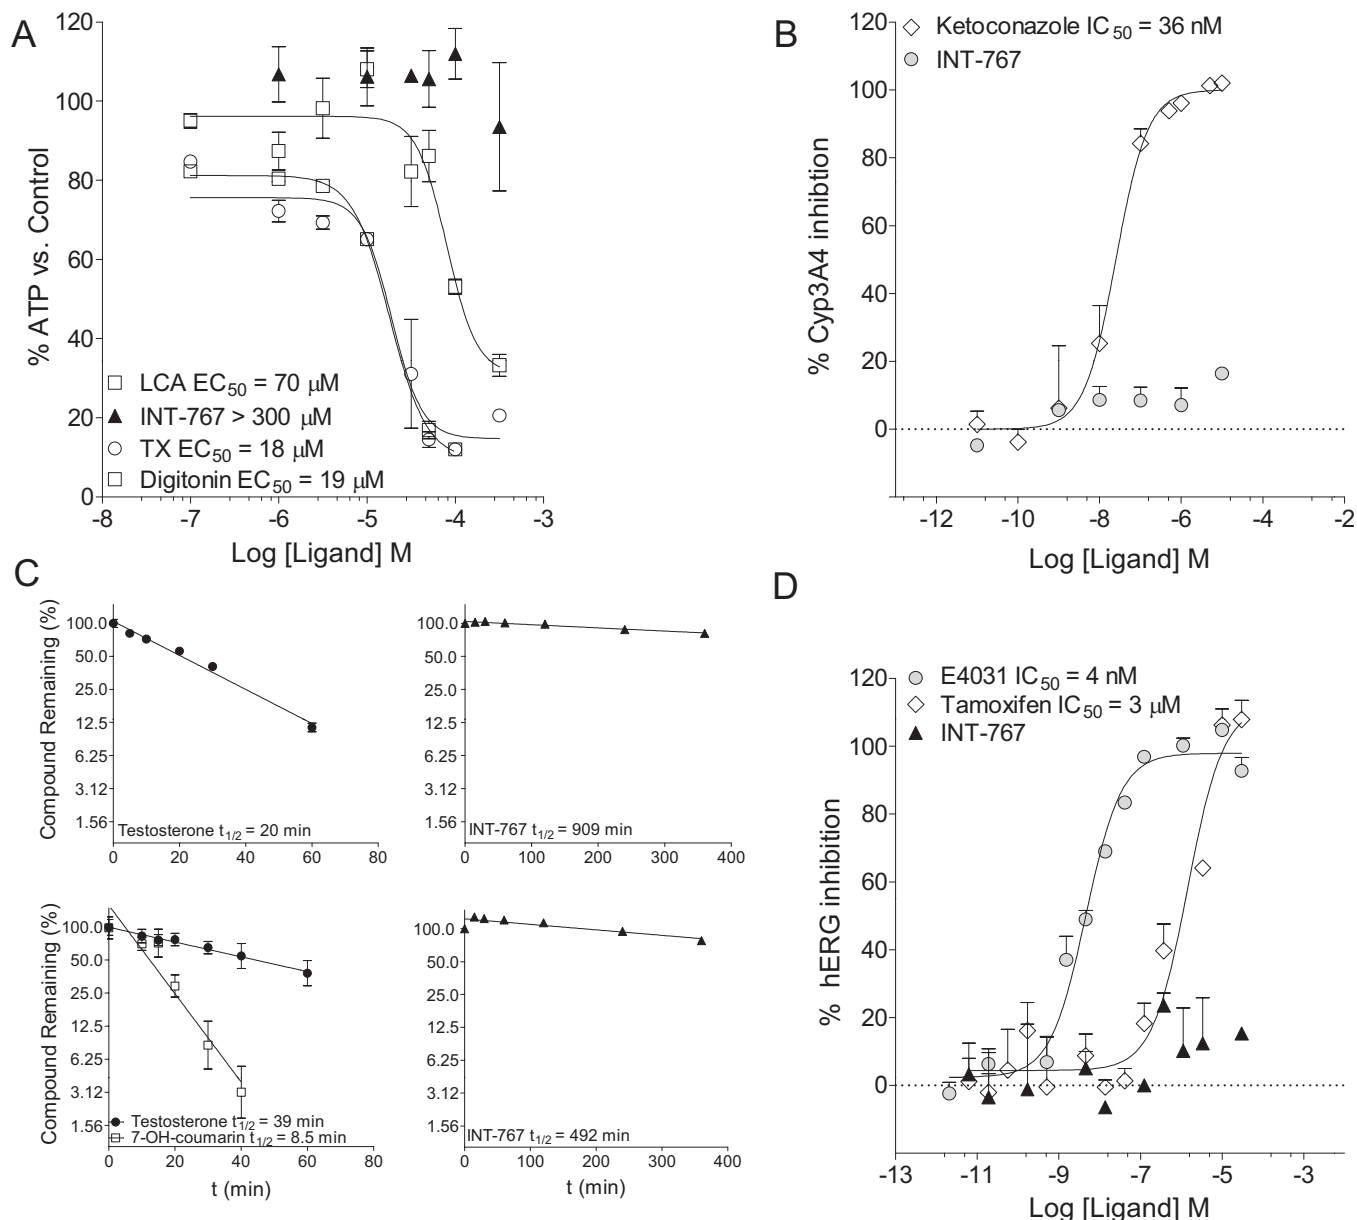 A
120
100
80
60
40
20
0
% ATP vs. Control
LCA EC50 = 70 μM
INT-767 > 300 μM
TX EC50 = 18 μM
Digitonin EC50 = 19 μM
-8 -7 -6 -5 -4 -3
Log [Ligand] M
B
120
100
80
60
40
20
0
% Cyp3A4 inhibtion
Ketoconazole IC50 = 36 nM
INT-767
-12 -10 -8 -6 -4 -2
Log [Ligand] M
C
Compound Remaining (%)
100.0
50.0
25.0
12.5
6.25
3.12
1.56
Testosterone t1/2 = 20 min
0 20 40 60 80
100.0
50.0
25.0
12.5
6.25
3.12
1.56
INT-767 t1/2 = 909 min
0 100 200 300 400
Compound Remaining (%)
100.0
50.0
25.0
12.5
6.25
3.12
1.56
Testosterone t1/2 = 39 min
7-OH-coumarin t1/2 = 8.5 min
0 20 40 60 80
t (min)
100.0
50.0
25.0
12.5
6.25
3.12
1.56
INT-767 t1/2 = 492 min
0 100 200 300 400
t (min)
D
120
100
80
60
40
20
0
% hERG inhibition
E4031 IC50 = 4 nM
Tamoxifen IC50 = 3 μM
INT-767
-13 -11 -9 -7 -5 -3
Log [Ligand] M